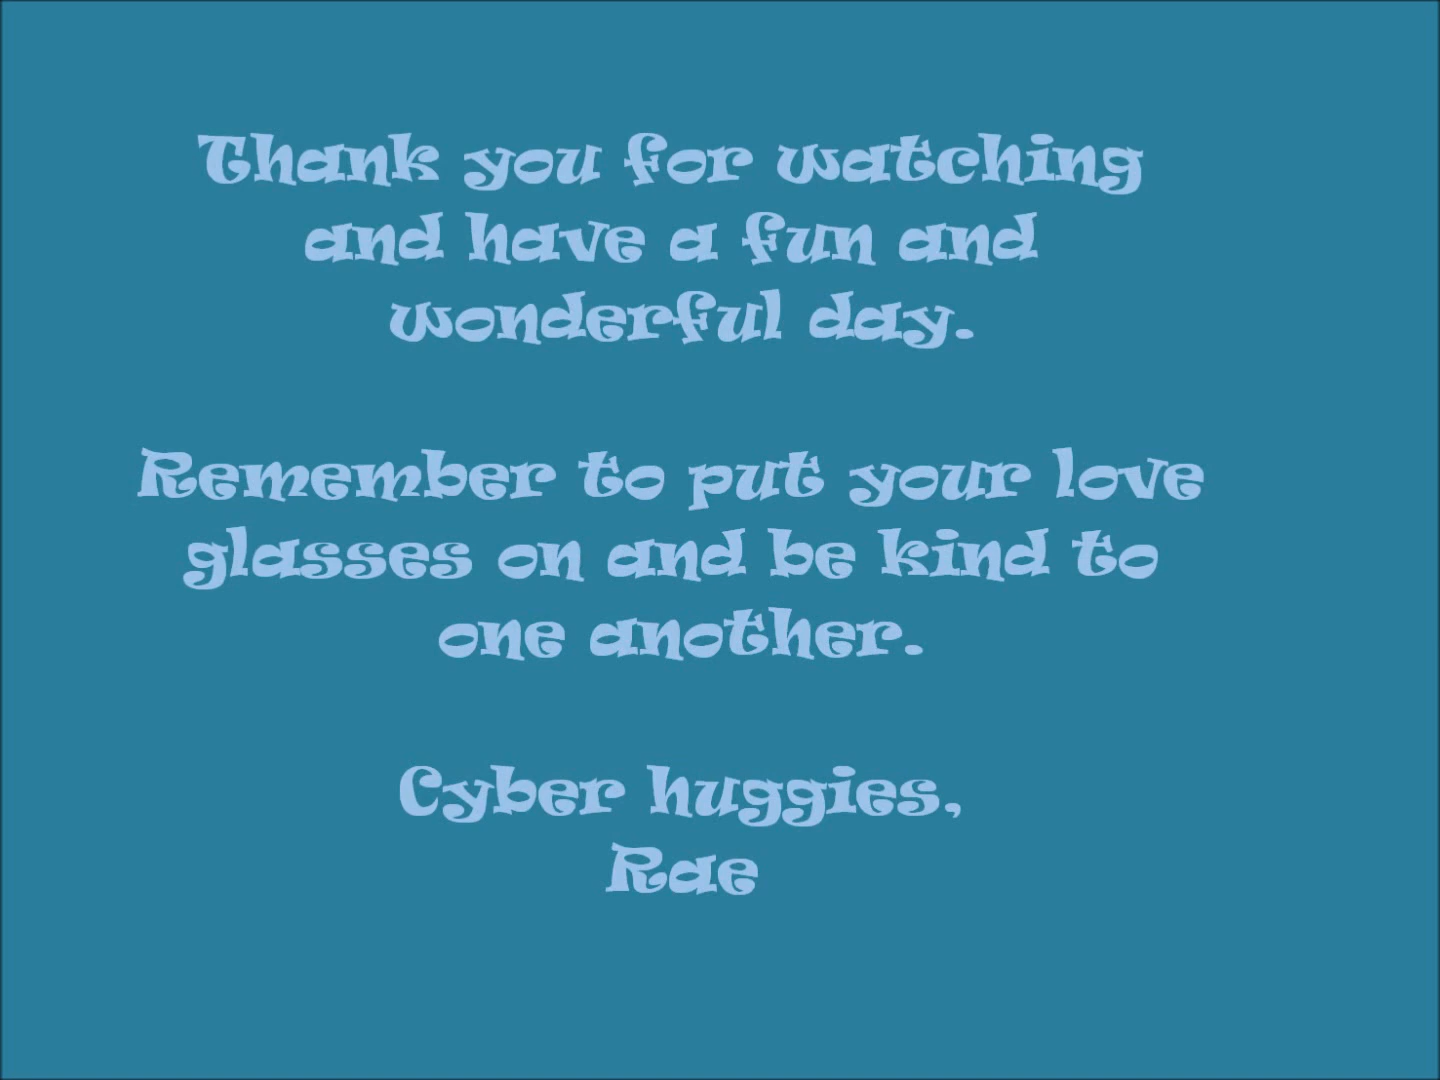 Thank you for watching
and have a fun and
wonderful day.
Remember to put your love
glasses on and be kind to
one another.
Cyber huggies,
Rae